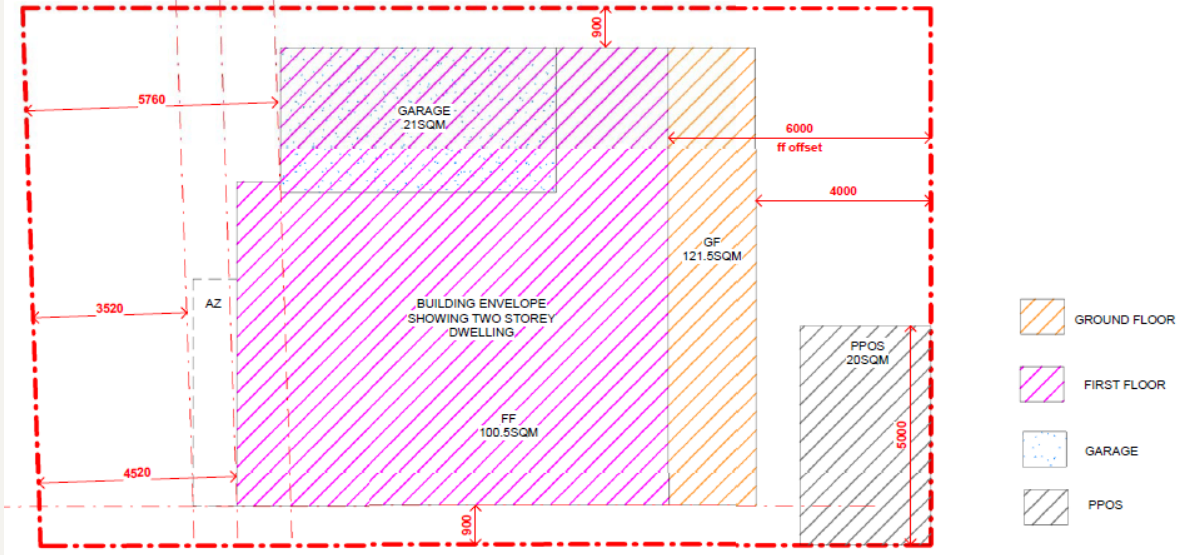 900
5760
GARAGE
21SQM
6000
ff offset
4000
GF
121.5SQM
AZ
3520
BUILDING ENVELOPE
SHOWING TWO STOREY
DWELLING
PPOS
20SQM
FF
100.5SQM
5000
4520
900
GROUND FLOOR
FIRST FLOOR
GARAGE
PPOS